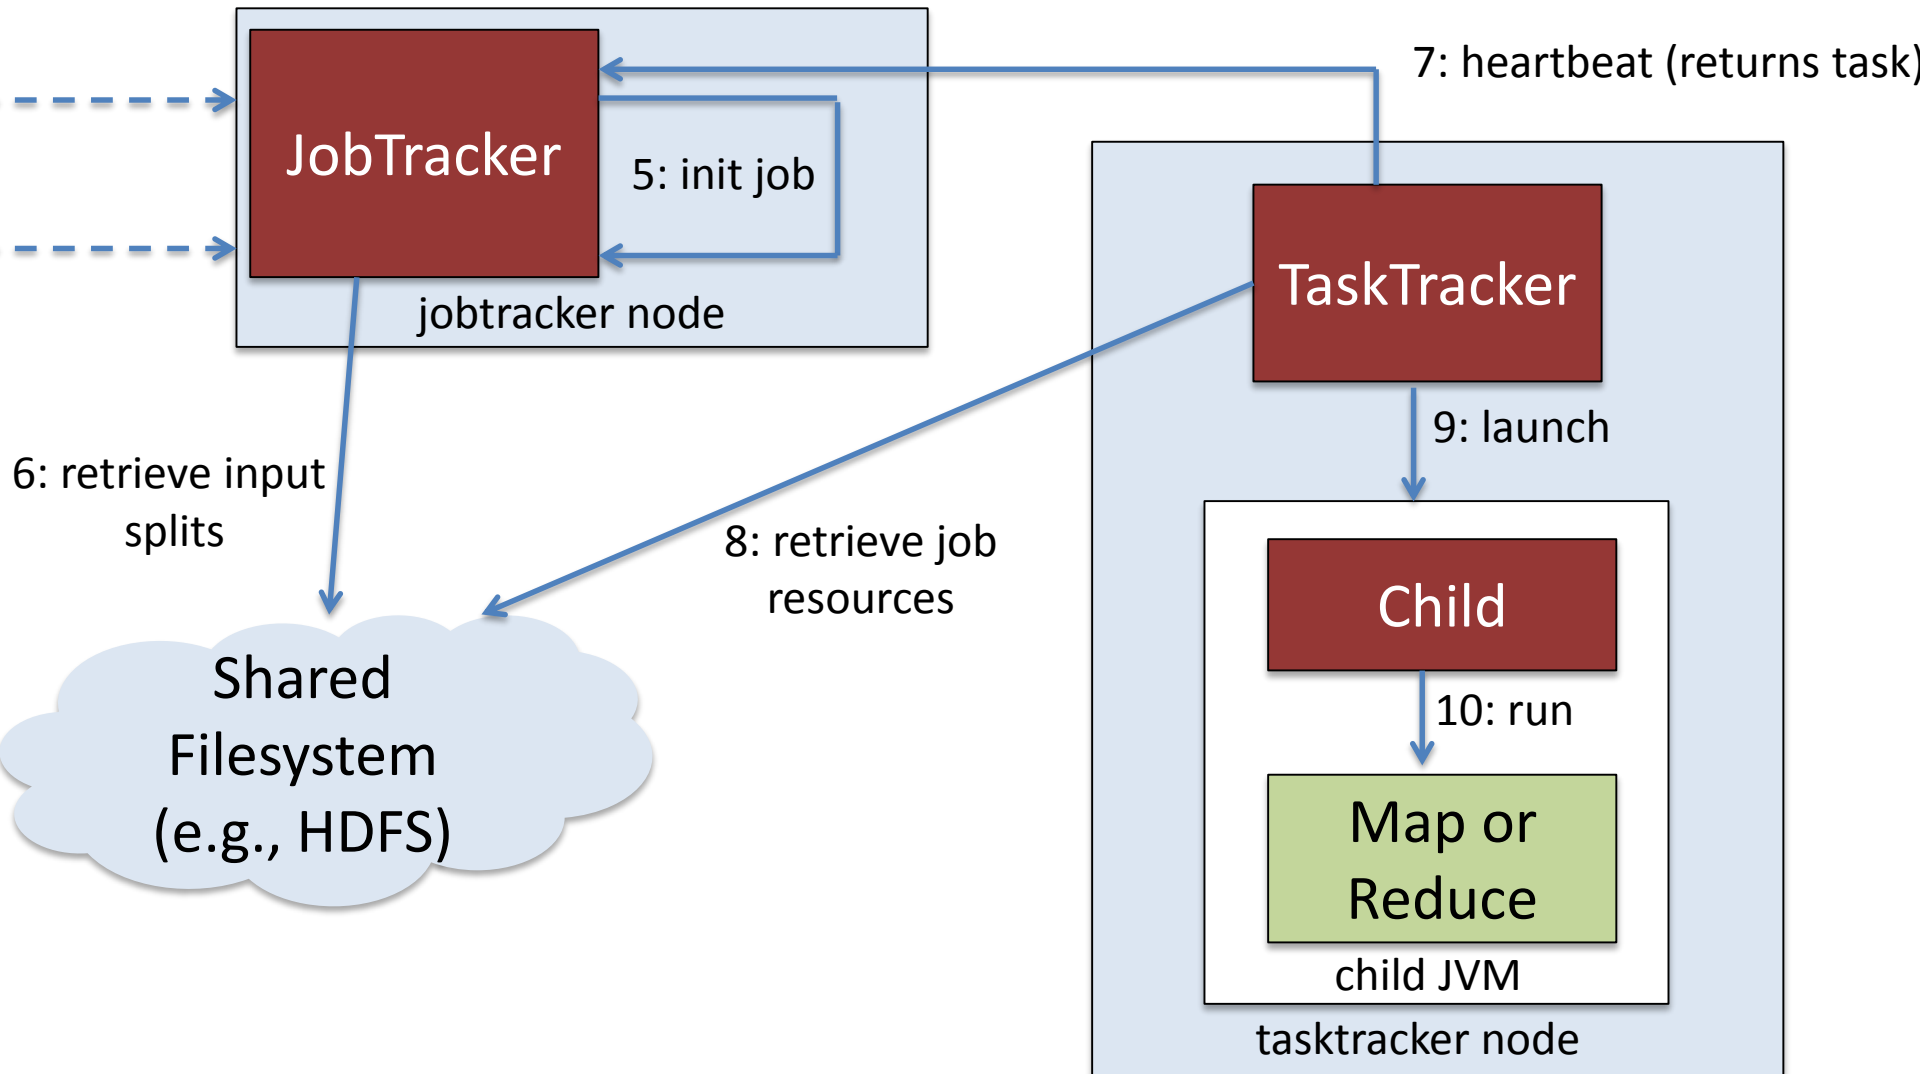 7: heartbeat (returns task)
JobTracker
5: init job
jobtracker node
TaskTracker
9: launch
6: retrieve input
splits
8: retrieve job
resources
Child
10: run
Shared
Filesystem
(e.g., HDFS)
Map or
Reduce
child JVM
tasktracker node